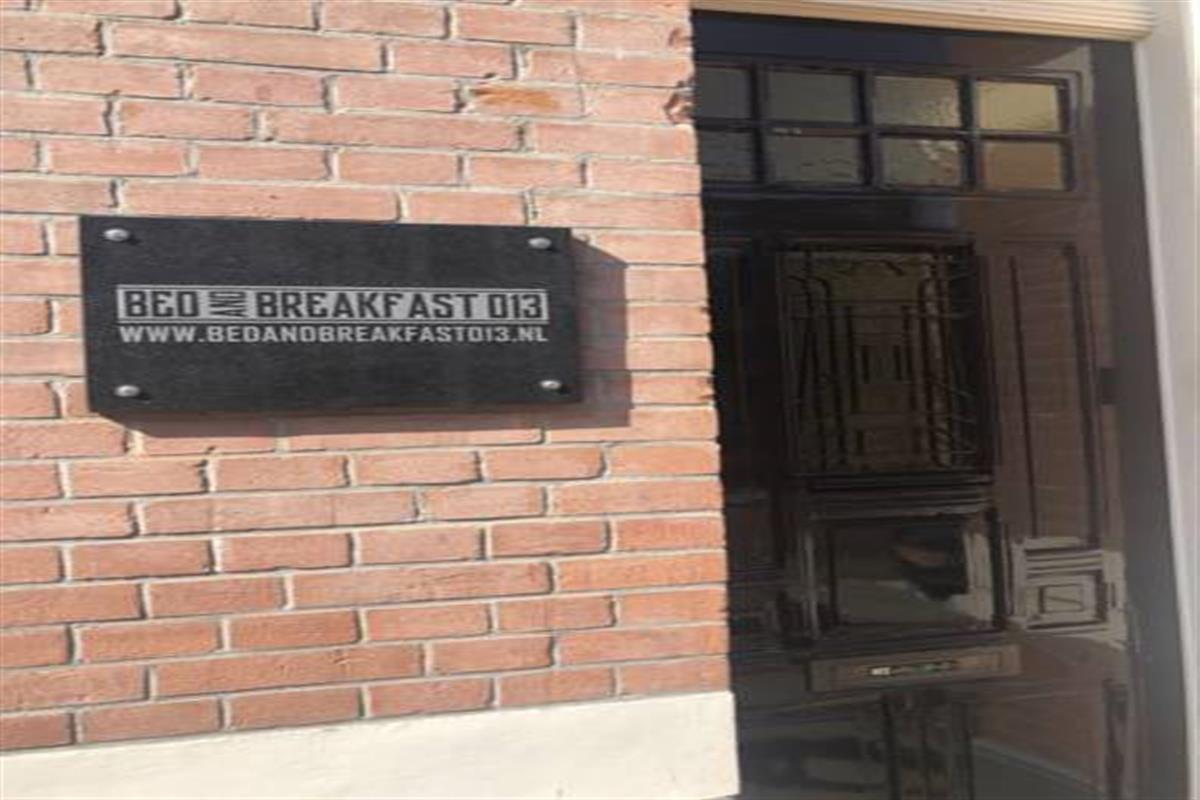 BED AND BREAKFAST 013
WWW.BEDANDBREAKFAST013.NL